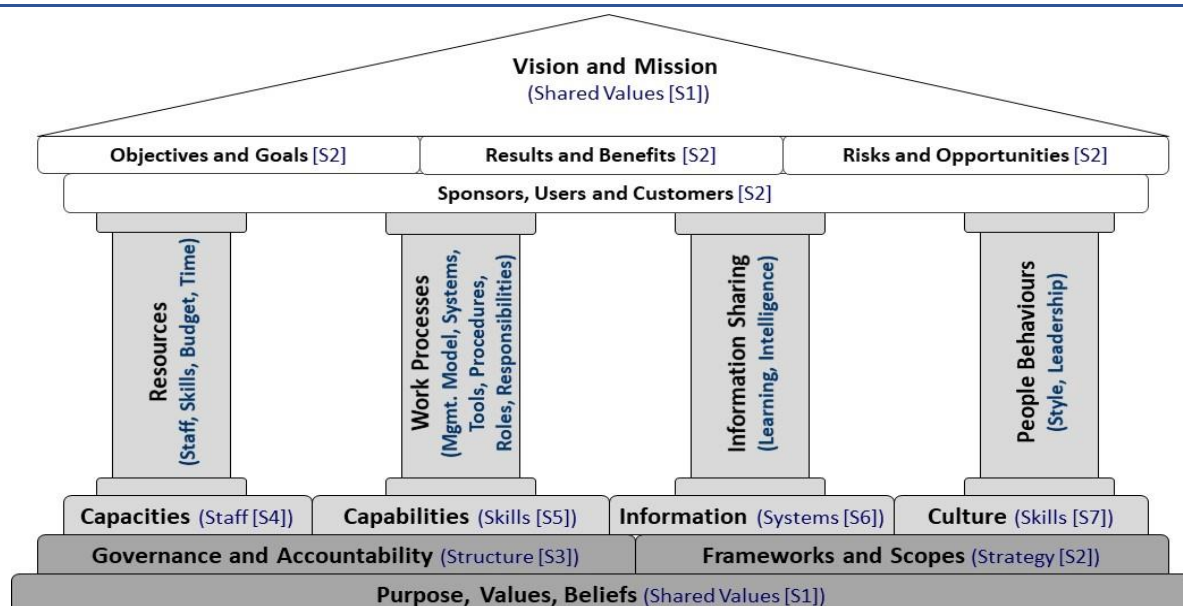 Vision and Mission
(Shared Values [S1])
Objectives and Goals [S2]
Results and Benefits [S2]
Risks and Opportunities [S2]
Sponsors, Users and Customers [S2]
Resources
(Staff, Skills, Budget, Time)
Work Processes
(Mgmt. Model, Systems,
Tools, Procedures,
Roles, Responsibilities)
Information Sharing
(Learning, Intelligence)
People Behaviours
(Style, Leadership)
Capacities (Staff [S4])
Capabilities (Skills [S5])
Information (Systems [S6])
Culture (Skills [S7])
Governance and Accountability (Structure [S3])
Frameworks and Scopes (Strategy [S2])
Purpose, Values, Beliefs (Shared Values [S1])